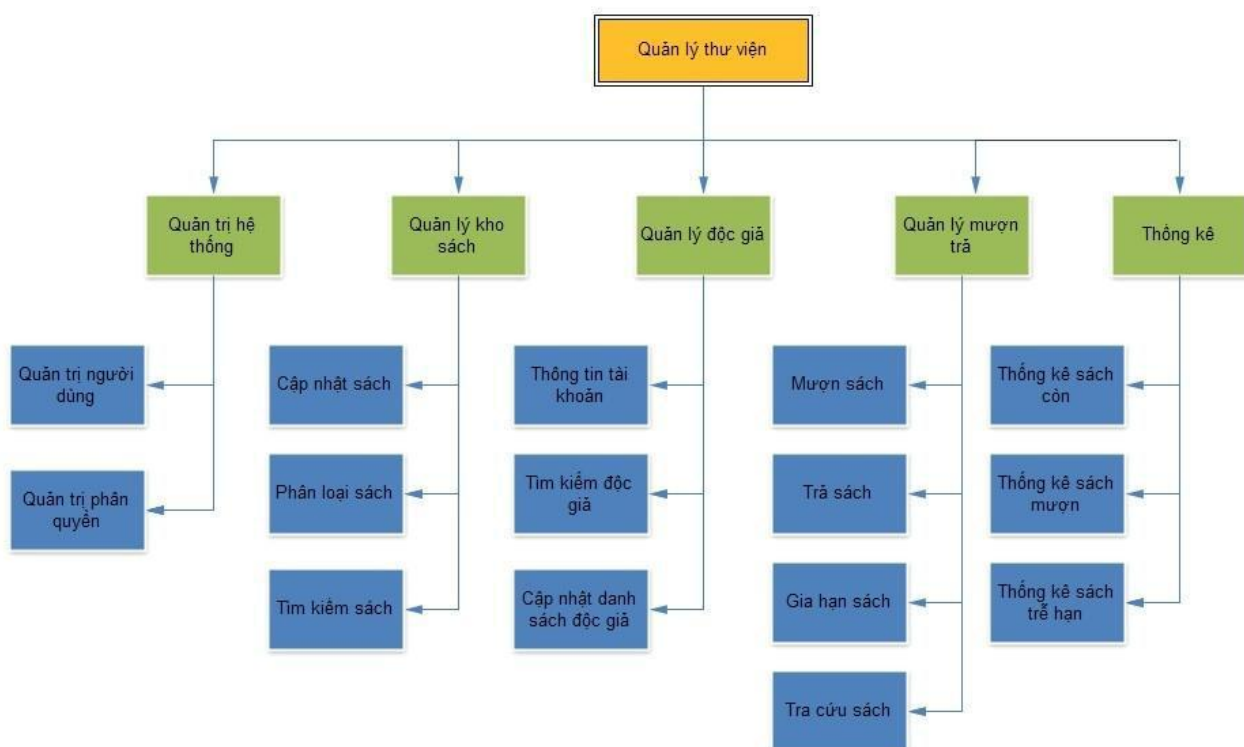 Quản lý thư viện
Quản trị hệ
thống
Quản lý kho
sách
Quản lý độc giả
Quản lý mượn
trả
Thống kê
Quản trị người
dùng
Quản trị phân
quyền
Cập nhật sách
Phân loại sách
Tìm kiếm sách
Thông tin tài
khoản
Tìm kiếm độc
giả
Cập nhật danh
sách độc giả
Mượn sách
Trả sách
Gia hạn sách
Tra cứu sách
Thống kê sách
còn
Thống kê sách
mượn
Thống kê sách
trễ hạn